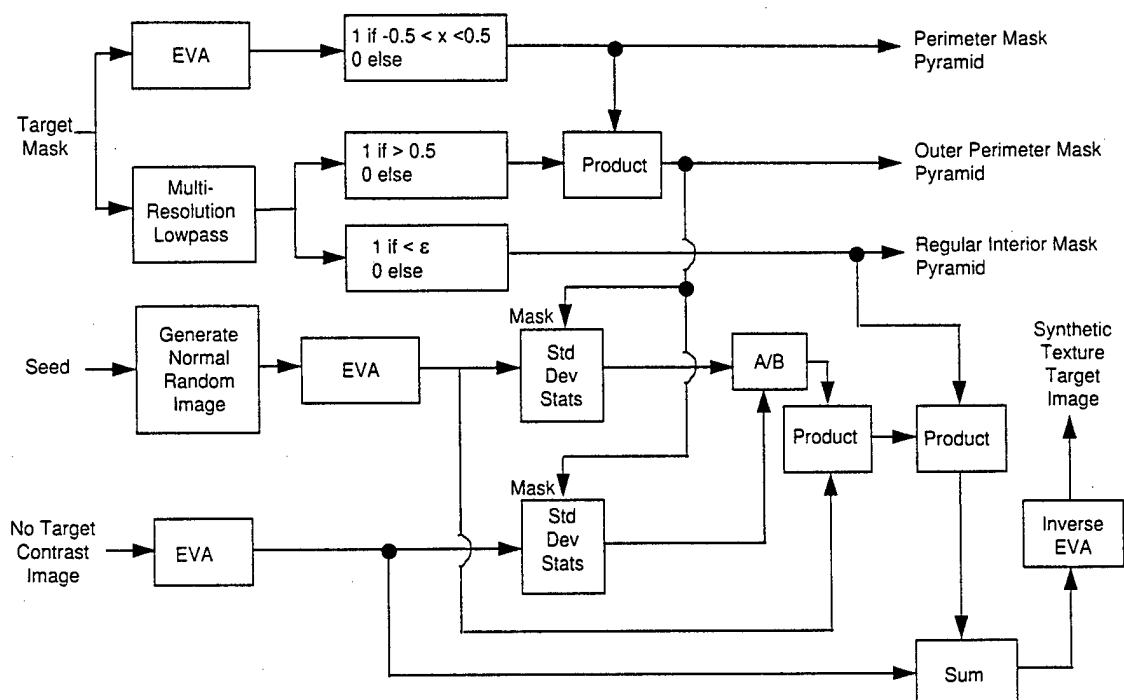 EVA
1 if -0.5 < x <0.5
0 else
Perimeter Mask
Pyramid
Target
Mask
Multi-
Resolution
Lowpass
1 if > 0.5
0 else
Product
Outer Perimeter Mask
Pyramid
1 if < ε
0 else
Regular Interior Mask
Pyramid
Seed
Generate
Normal
Random
Image
EVA
Mask
Std
Dev
Stats
A/B
Product
Product
Synthetic
Texture
Target
Image
No Target
Contrast
Image
EVA
Mask
Std
Dev
Stats
Inverse
EVA
Sum